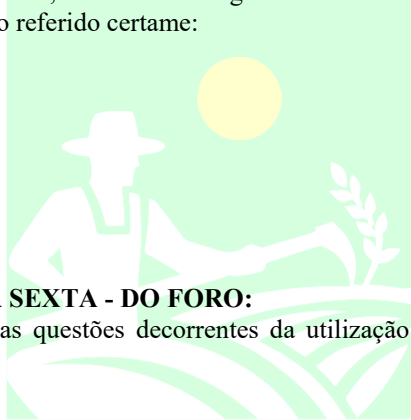 o referido certame:
SEXTA - DO FORO:
as questões decorrentes da utilização